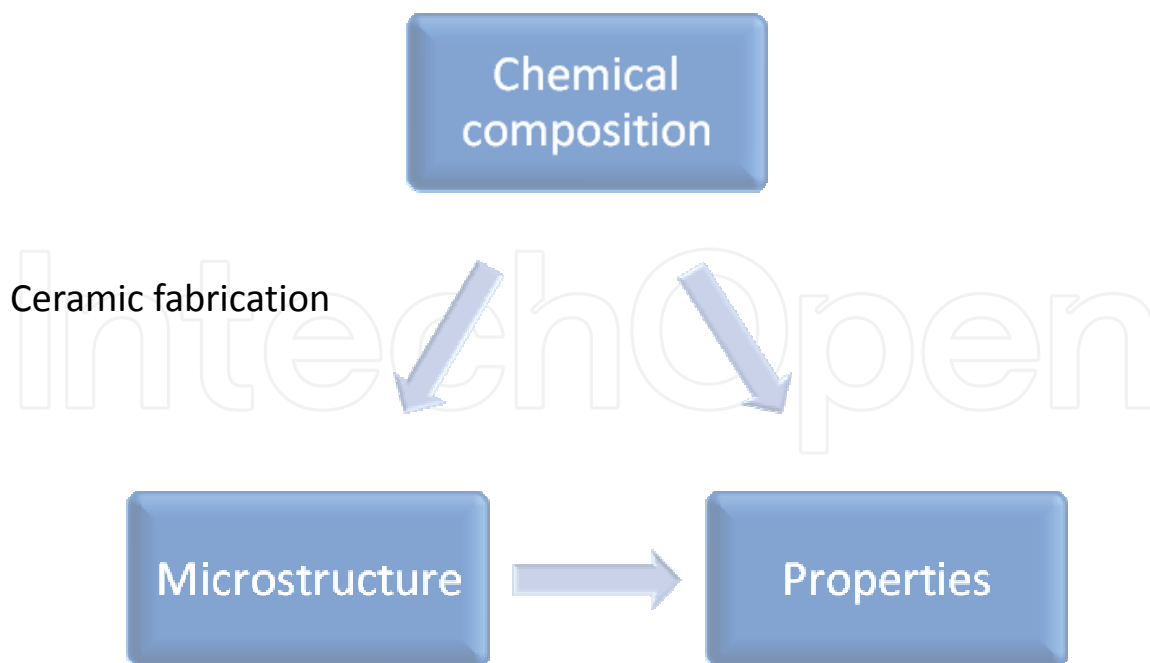 Chemical
composition
Ceramic fabrication
IntechOpen
Microstructure
Properties